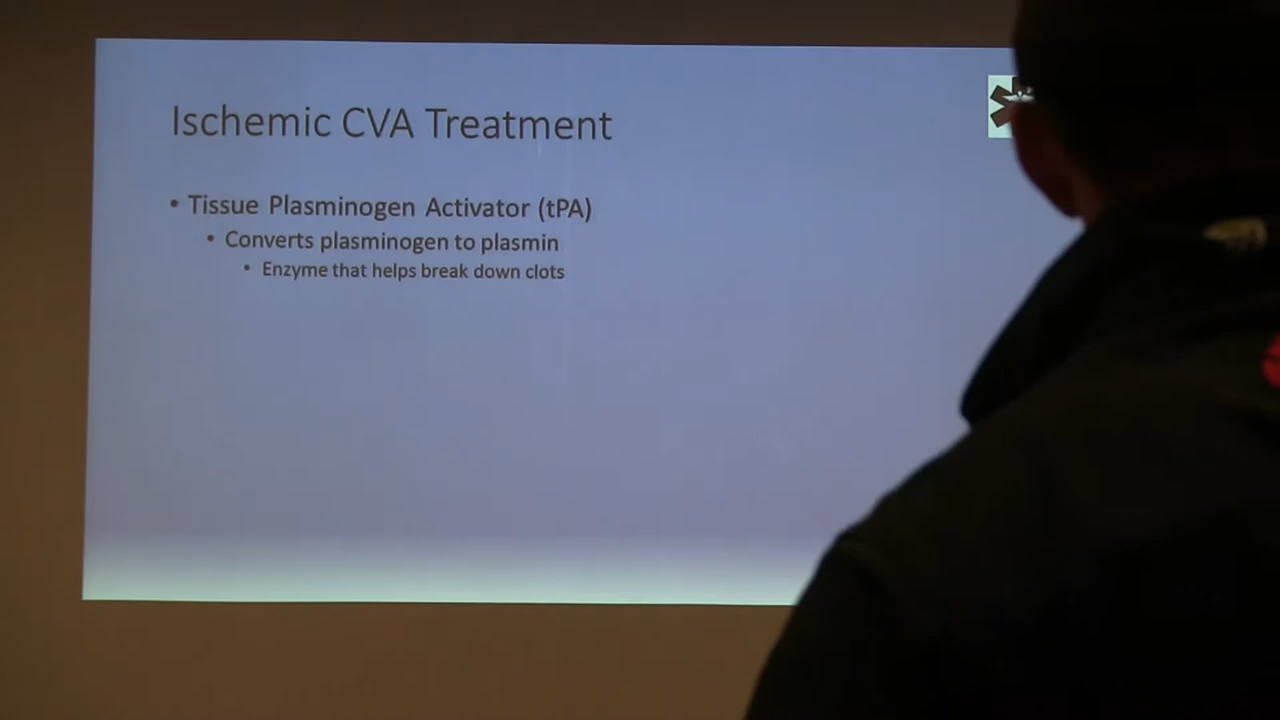 Ischemic CVA Treatment
• Tissue Plasminogen Activator (tPA)
• Converts plasminogen to plasmin
• Enzyme that helps break down clots